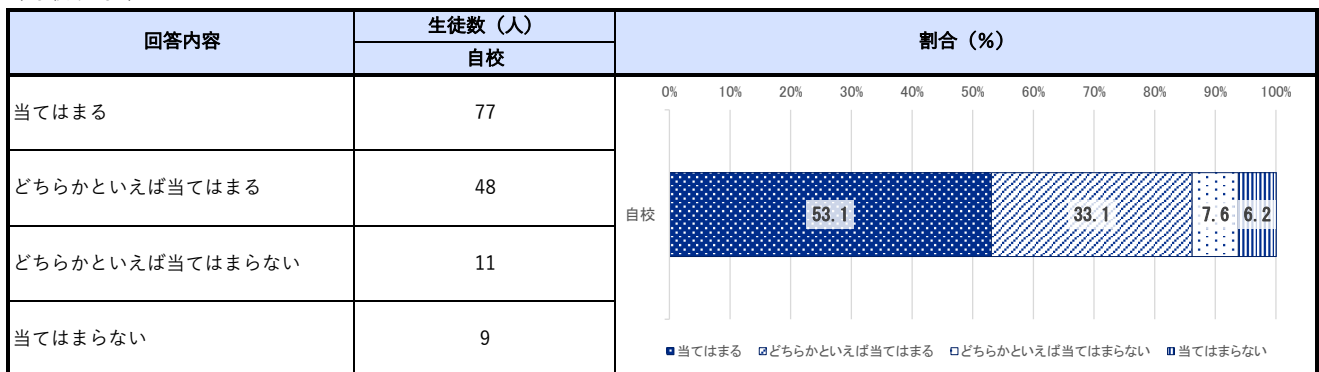 回答内容
生徒数（人）
自校
割合（%）
当てはまる
77
どちらかといえば当てはまる
48
どちらかといえば当てはまらない
11
当てはまらない
9
0% 10% 20% 30% 40% 50% 60% 70% 80% 90% 100%
自校
53.1 33.1 7.6 6.2
当てはまる どちらかといえば当てはまる どちらかといえば当てはまらない 当てはまらない